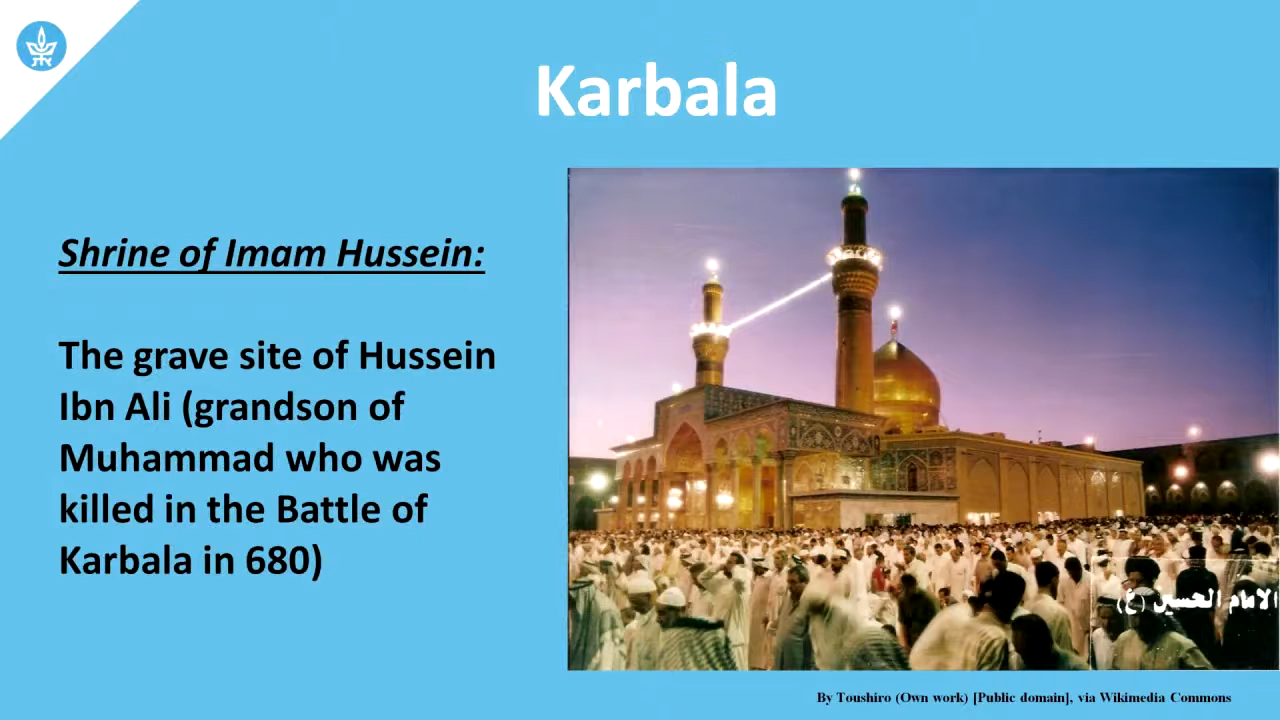 Karbala
Shrine of Imam Hussein:
The grave site of Hussein
Ibn Ali (grandson of
Muhammad who was
killed in the Battle of
Karbala in 680)
الامام الحسين (ع)
By Toushiro (Own work) [Public domain], via Wikimedia Commons